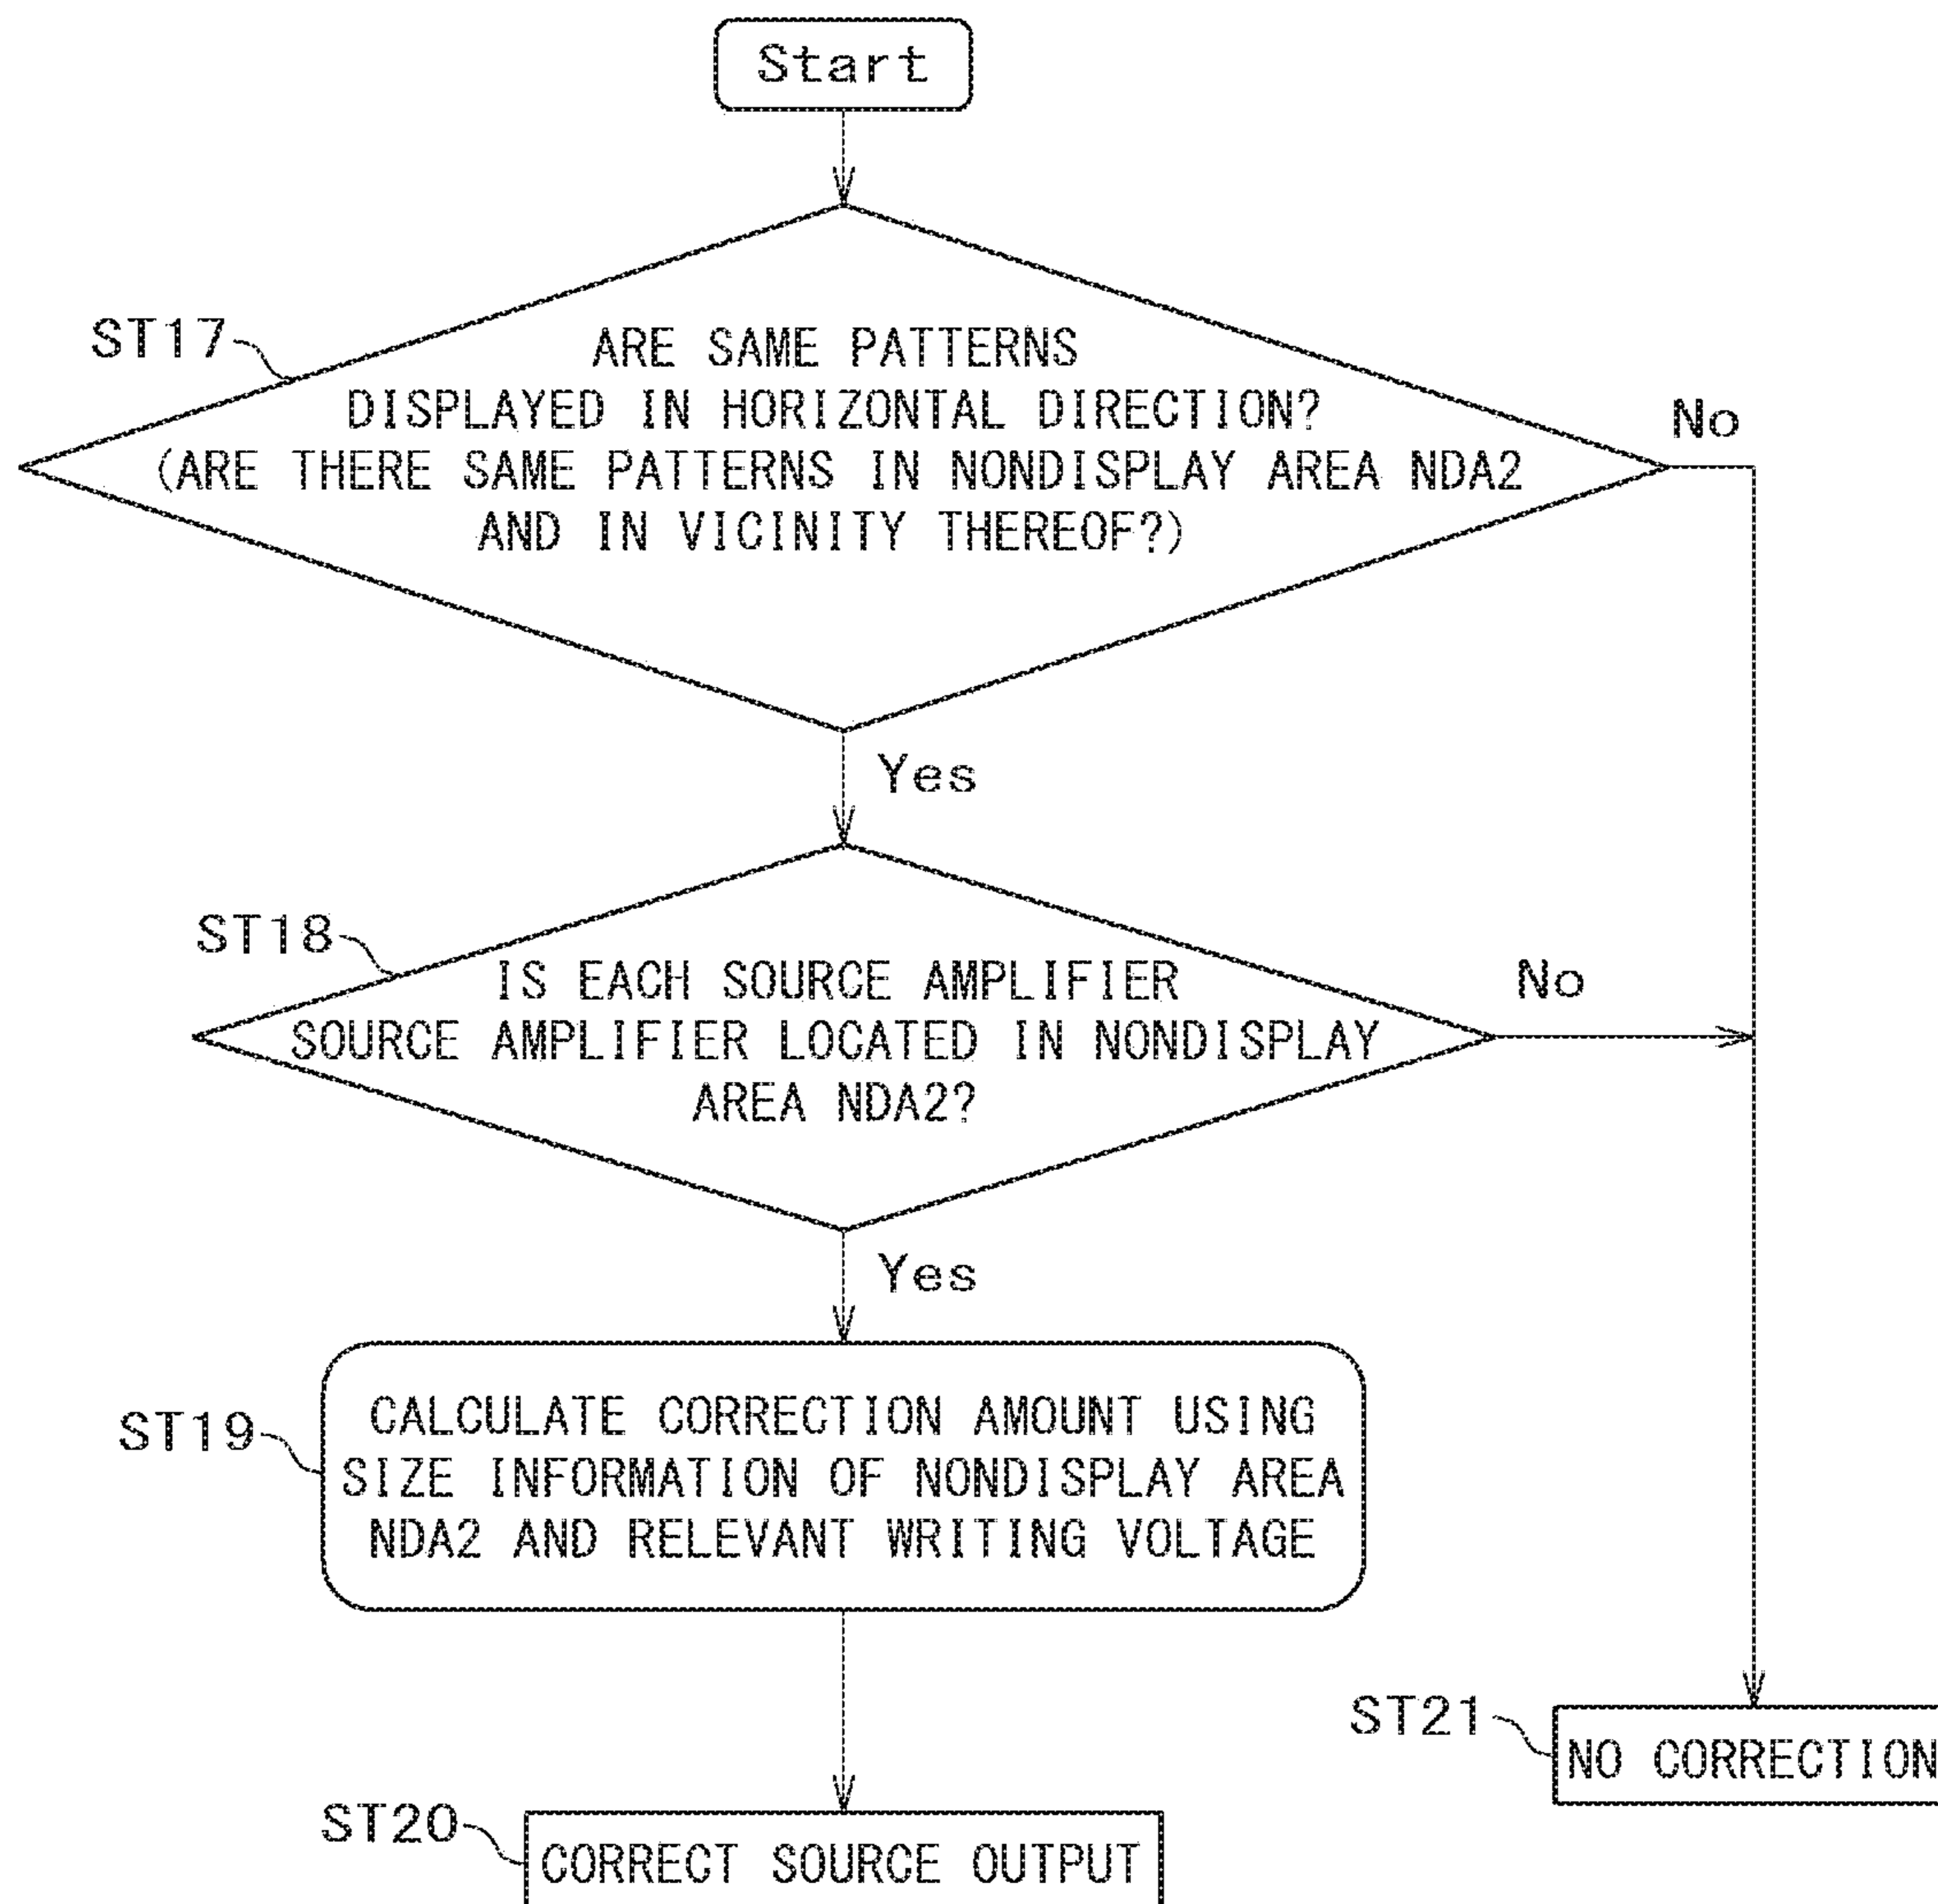 Start
ST17
ARE SAME PATTERNS
DISPLAYED IN HORIZONTAL DIRECTION?
(ARE THERE SAME PATTERNS IN NONDISPLAY AREA NDA2
AND IN VICINITY THEREOF?)
No
Yes
ST18
IS EACH SOURCE AMPLIFIER
SOURCE AMPLIFIER LOCATED IN NONDISPLAY
AREA NDA2?
No
Yes
ST19
CALCULATE CORRECTION AMOUNT USING
SIZE INFORMATION OF NONDISPLAY AREA
NDA2 AND RELEVANT WRITING VOLTAGE
ST21
NO CORRECTION
ST20
CORRECT SOURCE OUTPUT